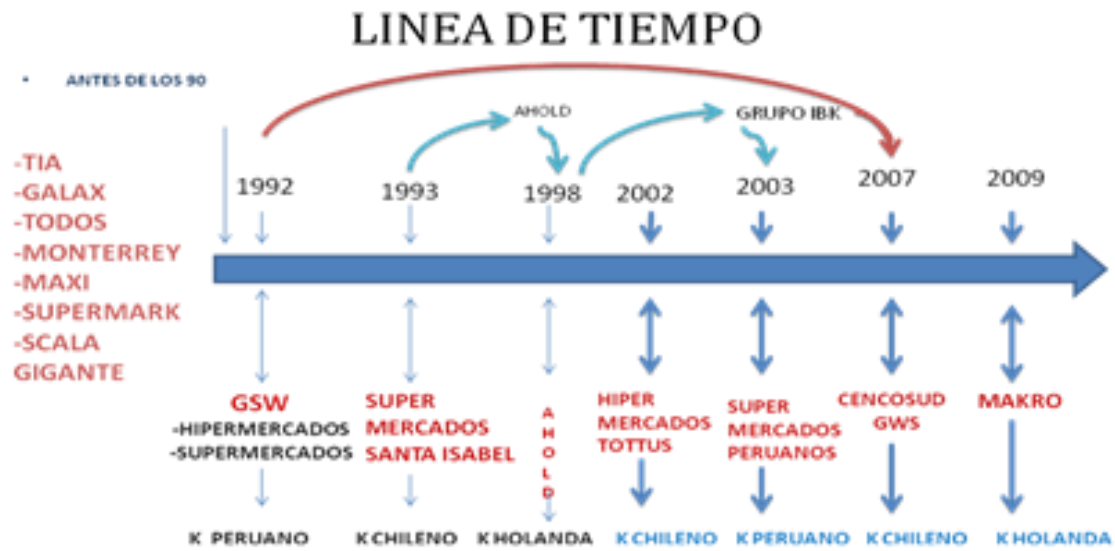 LINEA DE TIEMPO
• ANTES DE LOS 90
-TIA
-GALAX
-TODOS
-MONTERREY
-MAXI
-SUPERMARK
-SCALA
GIGANTE
AHOLD
GRUPO IBK
1992
1993
1998
2002
2003
2007
2009
GSW
-HIPERMERCADOS
-SUPERMERCADOS
SUPER
MERCADOS
SANTA ISABEL
A
H
O
L
D
HIPER
MERCADOS
TOTTUS
SUPER
MERCADOS
PERUANOS
CENCOSUD
GWS
MAKRO
K PERUANO
K CHILENO
K HOLANDA
K CHILENO
K PERUANO
K CHILENO
K HOLANDA